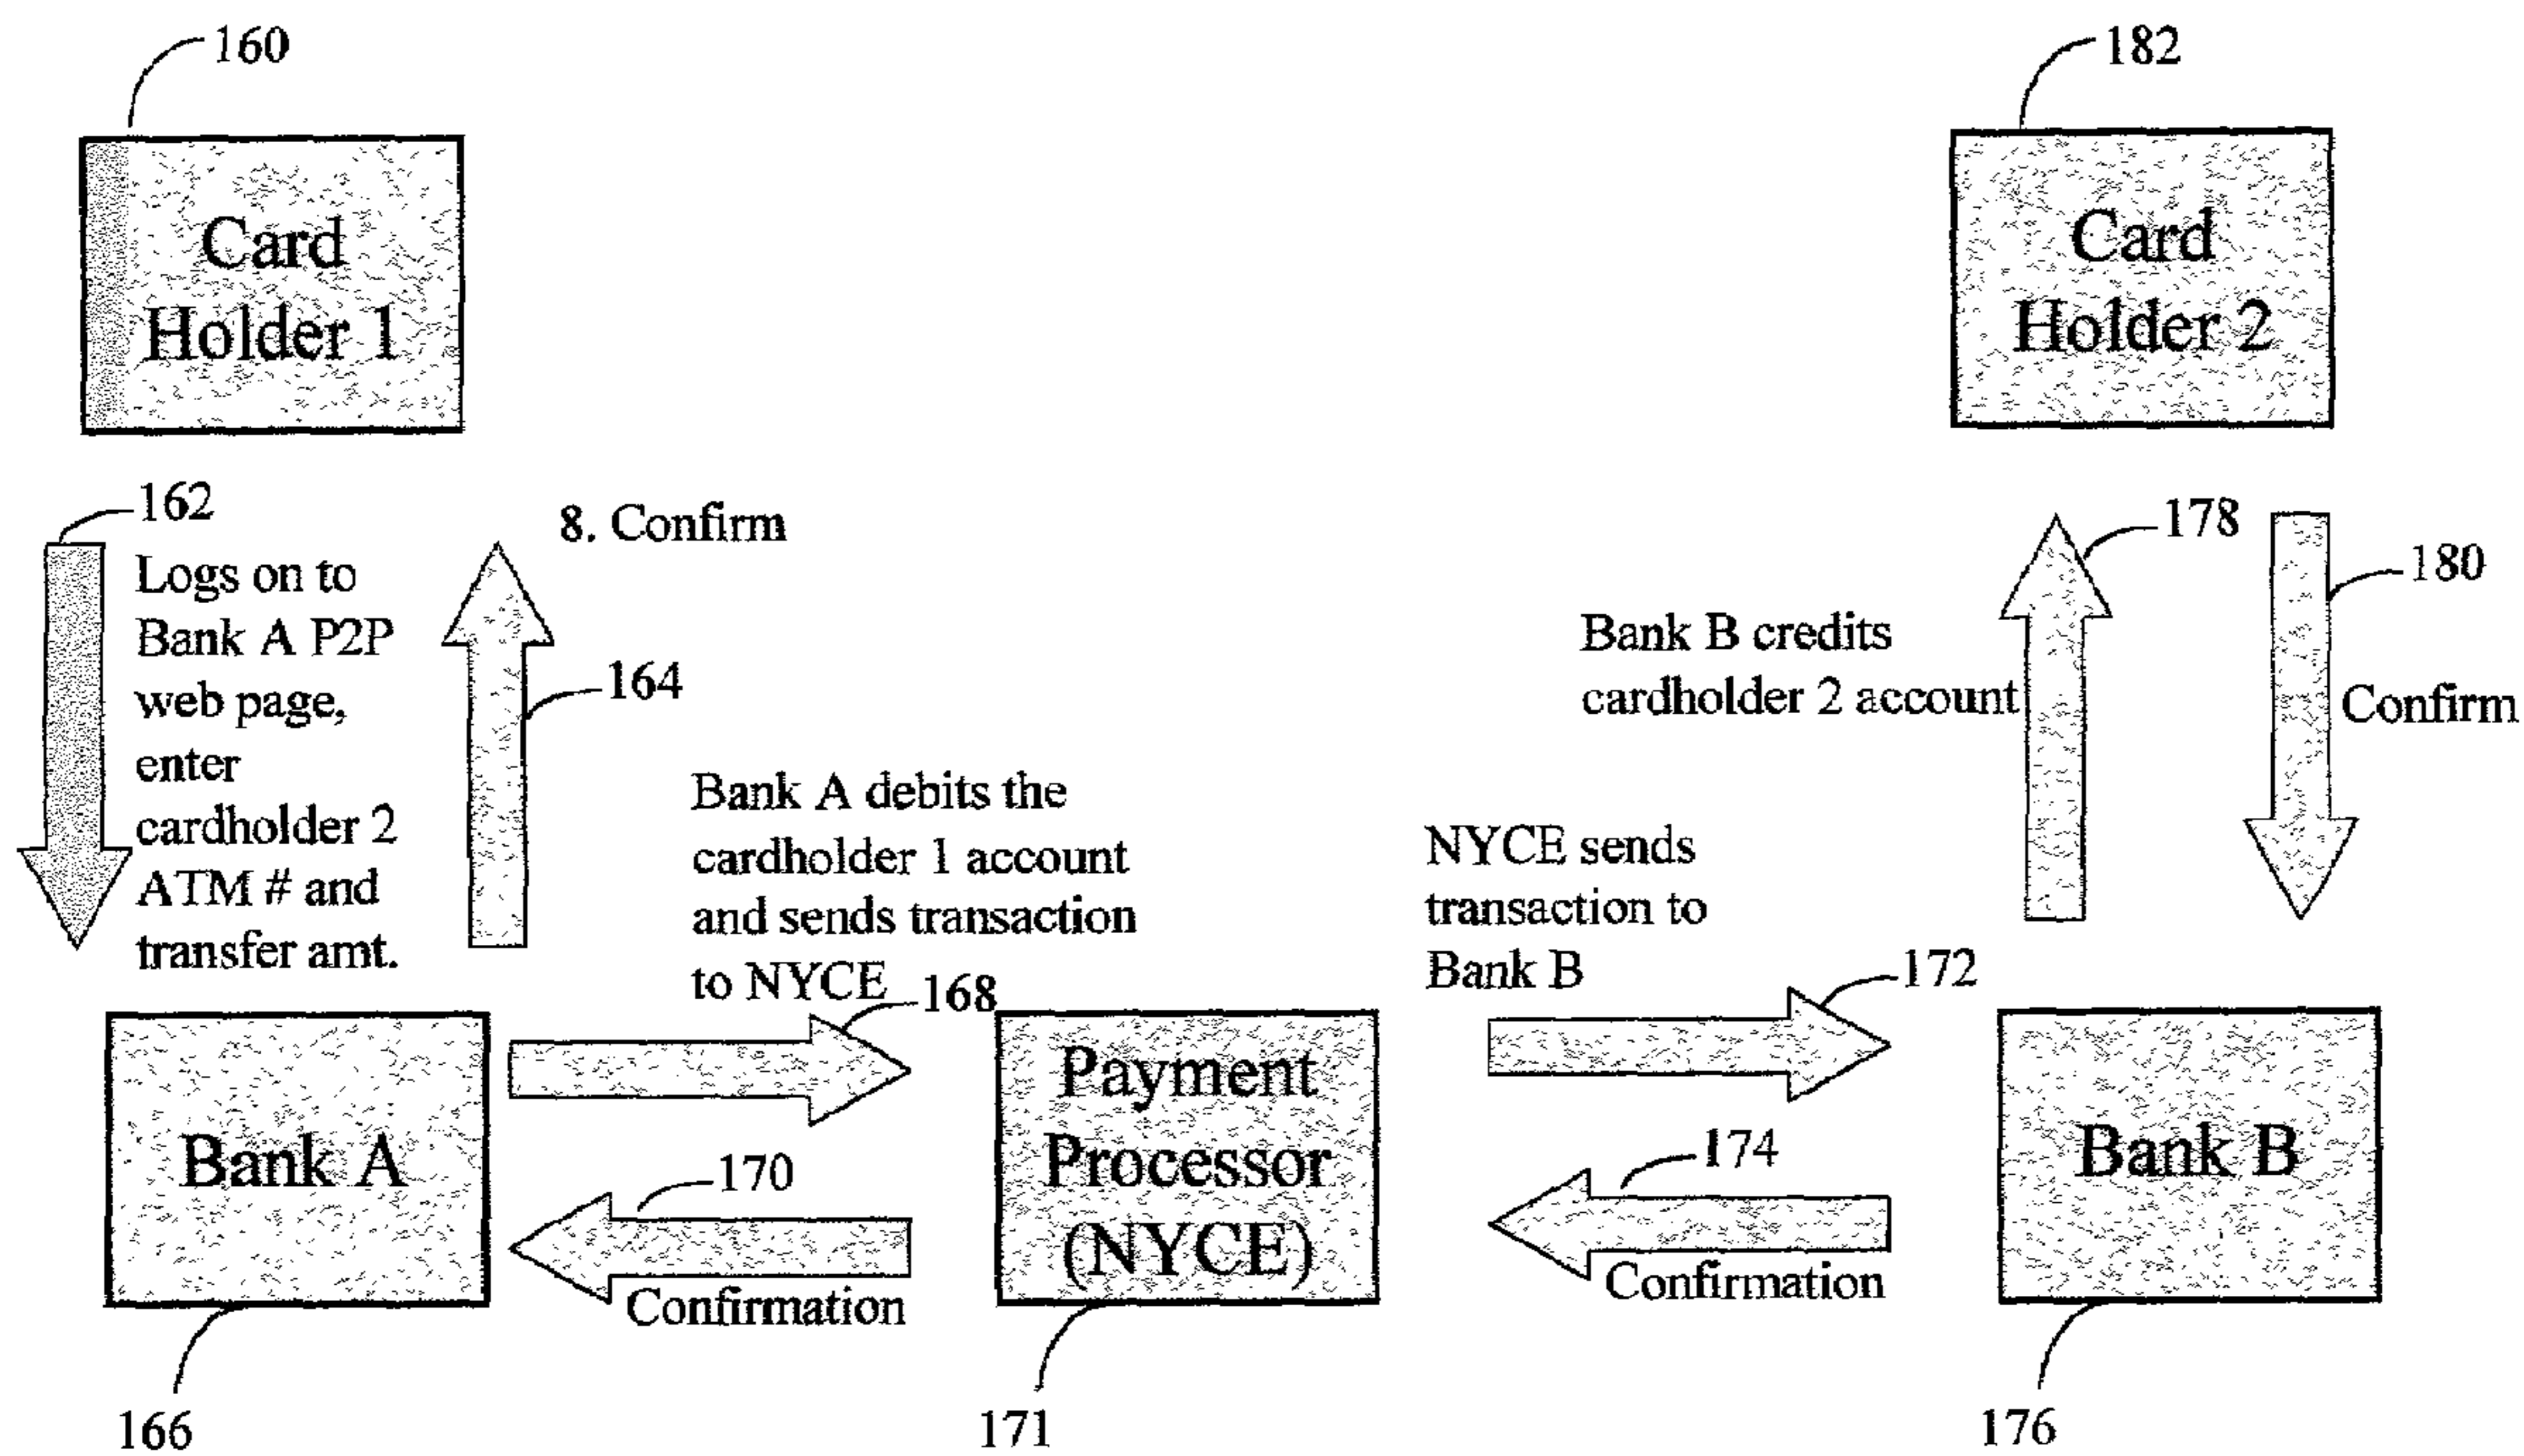 160
182
Card
Holder 1
Card
Holder 2
162
Logs on to
Bank A P2P
web page,
enter
cardholder 2
ATM # and
transfer amt.
8. Confirm
164
178
180
Bank B credits
cardholder 2 account
Confirm
Bank A debits the
cardholder 1 account
and sends transaction
to NYCE
168
NYCE sends
transaction to
Bank B
172
Bank A
Payment
Processor
(NYCE)
Bank B
170
Confirmation
174
Confirmation
166
171
176